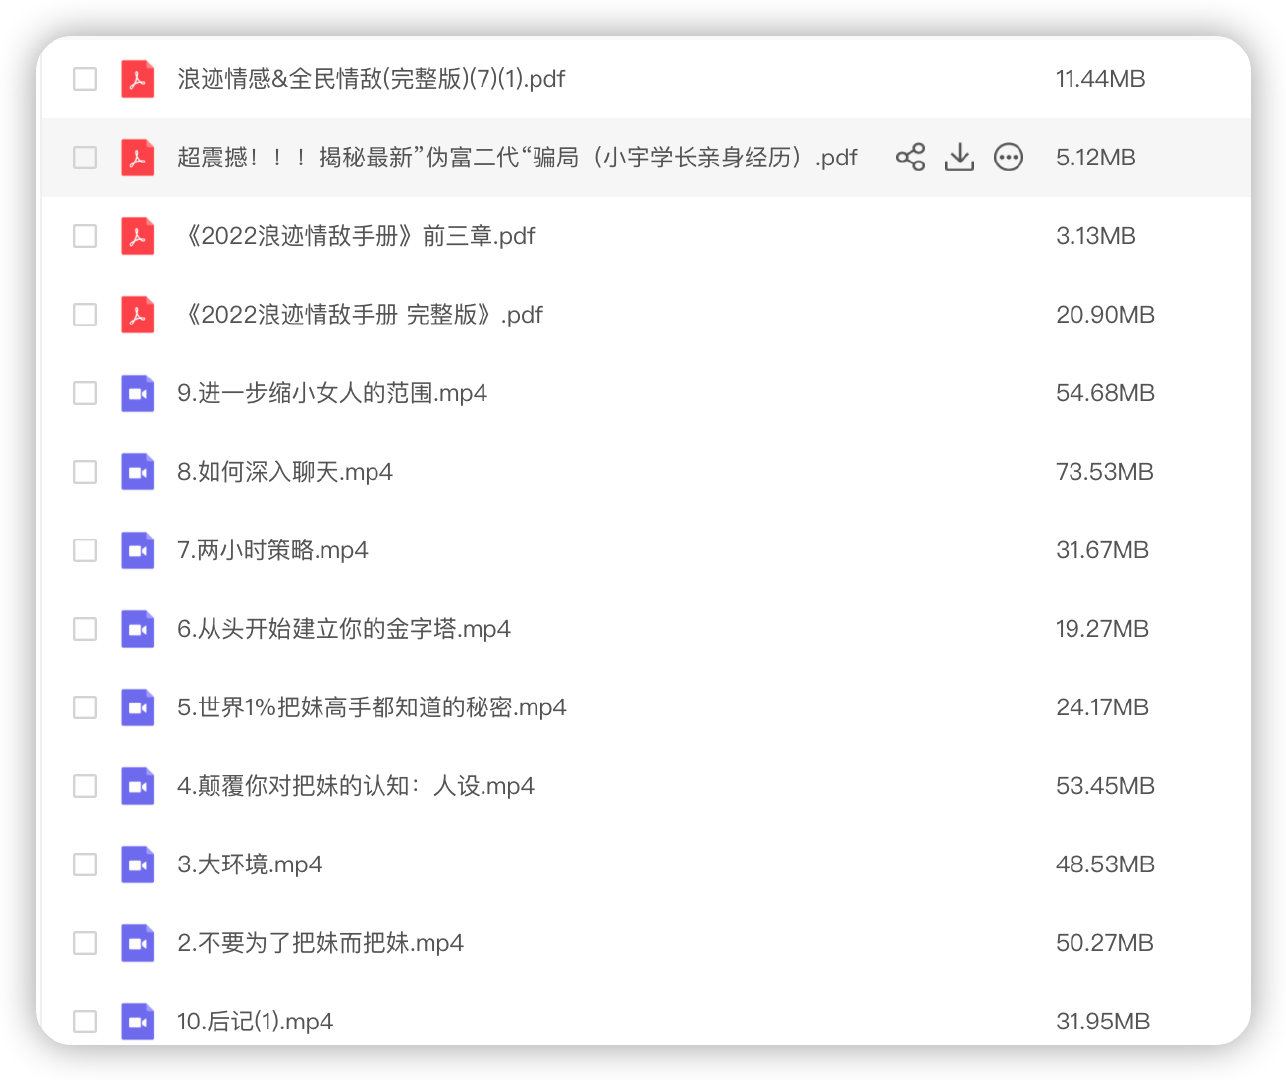 浪迹情感&全民情敌(完整版)(7)(1).pdf 11.44MB
超震撼！！！揭秘最新”伪富二代“骗局（小宇学长亲身经历）.pdf 5.12MB
《2022浪迹情敌手册》前三章.pdf 3.13MB
《2022浪迹情敌手册 完整版》.pdf 20.90MB
9.进一步缩小女人的范围.mp4 54.68MB
8.如何深入聊天.mp4 73.53MB
7.两小时策略.mp4 31.67MB
6.从头开始建立你的金字塔.mp4 19.27MB
5.世界1%把妹高手都知道的秘密.mp4 24.17MB
4.颠覆你对把妹的认知：人设.mp4 53.45MB
3.大环境.mp4 48.53MB
2.不要为了把妹而把妹.mp4 50.27MB
10.后记(1).mp4 31.95MB